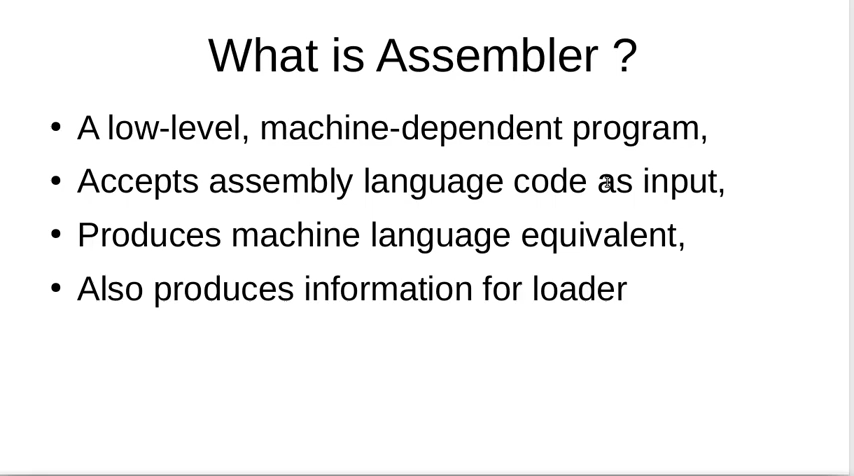 What is Assembler ?
• A low-level, machine-dependent program,
• Accepts assembly language code as input,
• Produces machine language equivalent,
• Also produces information for loader